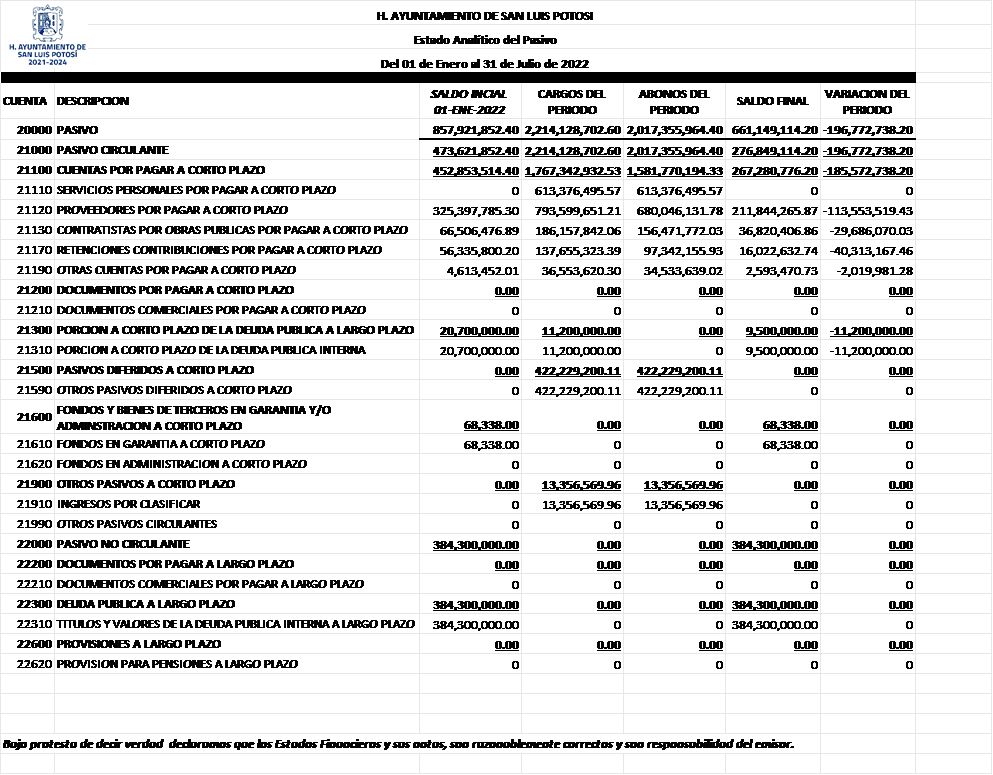 H. AYUNTAMIENTO DE
SAN LUIS POTOSÍ
2021-2024
H. AYUNTAMIENTO DE SAN LUIS POTOSI
Estado Analítico del Pasivo
Del 01 de Enero al 31 de Julio de 2022
CUENTA DESCRIPCION SALDO INCIAL 01-ENE-2022 CARGOS DEL PERIODO ABONOS DEL PERIODO SALDO FINAL VARIACION DEL PERIODO
20000 PASIVO 857,921,852.40 2,214,128,702.60 2,017,355,964.40 661,149,114.20 -196,772,738.20
21000 PASIVO CIRCULANTE 473,621,852.40 2,214,128,702.60 2,017,355,964.40 276,849,114.20 -196,772,738.20
21100 CUENTAS POR PAGAR A CORTO PLAZO 452,853,514.40 1,767,342,932.53 1,581,770,194.33 267,280,776.20 -185,572,738.20
21110 SERVICIOS PERSONALES POR PAGAR A CORTO PLAZO 0 613,376,495.57 613,376,495.57 0 0
21120 PROVEEDORES POR PAGAR A CORTO PLAZO 325,397,785.30 793,599,651.21 680,046,131.78 211,844,265.87 -113,553,519.43
21130 CONTRATISTAS POR OBRAS PUBLICAS POR PAGAR A CORTO PLAZO 66,506,476.89 186,157,842.06 156,471,772.03 36,820,406.86 -29,686,070.03
21170 RETENCIONES CONTRIBUCIONES POR PAGAR A CORTO PLAZO 56,335,800.20 137,655,323.39 97,342,155.93 16,022,632.74 -40,313,167.46
21190 OTRAS CUENTAS POR PAGAR A CORTO PLAZO 4,613,452.01 36,553,620.30 34,533,639.02 2,593,470.73 -2,019,981.28
21200 DOCUMENTOS POR PAGAR A CORTO PLAZO 0.00 0.00 0.00 0.00 0.00
21210 DOCUMENTOS COMERCIALES POR PAGAR A CORTO PLAZO 0 0 0 0 0
21300 PORCION A CORTO PLAZO DE LA DEUDA PUBLICA A LARGO PLAZO 20,700,000.00 11,200,000.00 0.00 9,500,000.00 -11,200,000.00
21310 PORCION A CORTO PLAZO DE LA DEUDA PUBLICA INTERNA 20,700,000.00 11,200,000.00 0 9,500,000.00 -11,200,000.00
21500 PASIVOS DIFERIDOS A CORTO PLAZO 0.00 422,229,200.11 422,229,200.11 0.00 0.00
21590 OTROS PASIVOS DIFERIDOS A CORTO PLAZO 0 422,229,200.11 422,229,200.11 0 0
21600 FONDOS Y BIENES DE TERCEROS EN GARANTIA Y/O
ADMINSTRACION A CORTO PLAZO 68,338.00 0.00 0.00 68,338.00 0.00
21610 FONDOS EN GARANTIA A CORTO PLAZO 68,338.00 0 0 68,338.00 0
21620 FONDOS EN ADMINISTRACION A CORTO PLAZO 0 0 0 0 0
21900 OTROS PASIVOS A CORTO PLAZO 0.00 13,356,569.96 13,356,569.96 0.00 0.00
21910 INGRESOS POR CLASIFICAR 0 13,356,569.96 13,356,569.96 0 0
21990 OTROS PASIVOS CIRCULANTES 0 0 0 0 0
22000 PASIVO NO CIRCULANTE 384,300,000.00 0.00 0.00 384,300,000.00 0.00
22200 DOCUMENTOS POR PAGAR A LARGO PLAZO 0.00 0.00 0.00 0.00 0.00
22210 DOCUMENTOS COMERCIALES POR PAGAR A LARGO PLAZO 0 0 0 0 0
22300 DEUDA PUBLICA A LARGO PLAZO 384,300,000.00 0.00 0.00 384,300,000.00 0.00
22310 TITULOS Y VALORES DE LA DEUDA PUBLICA INTERNA A LARGO PLAZO 384,300,000.00 0 0 384,300,000.00 0
22600 PROVISIONES A LARGO PLAZO 0.00 0.00 0.00 0.00 0.00
22620 PROVISION PARA PENSIONES A LARGO PLAZO 0 0 0 0 0
Bajo protesta de decir verdad declaramos que los Estados Financieros y sus notas, son razonablemente correctos y son responsabilidad del emisor.